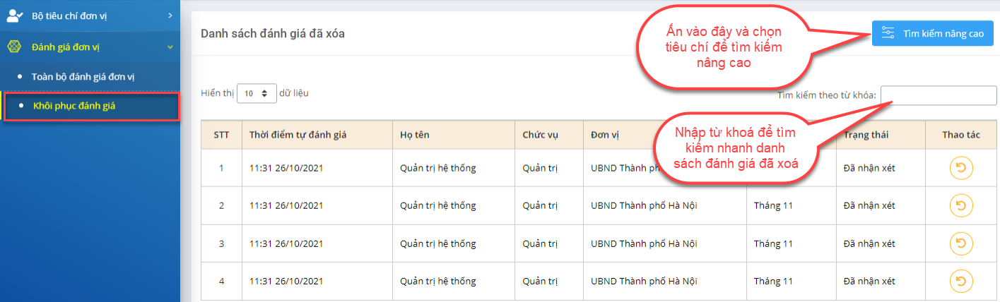 Bộ tiêu chí đơn vị
Đánh giá đơn vị
Toàn bộ đánh giá đơn vị
Khôi phục đánh giá
Danh sách đánh giá đã xóa
Ấn vào đây và chọn
tiêu chí để tìm kiếm
nâng cao
Tìm kiếm nâng cao
Hiển thị 10 dữ liệu
Tìm kiếm theo từ khóa:
Nhập từ khoá để tìm
kiếm nhanh danh
sách đánh giá đã xoá
STT Thời điểm tự đánh giá Họ tên Chức vụ Đơn vị Trạng thái Thao tác
1 11:31 26/10/2021 Quản trị hệ thống Quản trị UBND Thành Đã nhận xét
2 11:31 26/10/2021 Quản trị hệ thống Quản trị UBND Thành phố Hà Nội Tháng 11 Đã nhận xét
3 11:31 26/10/2021 Quản trị hệ thống Quản trị UBND Thành phố Hà Nội Tháng 11 Đã nhận xét
4 11:31 26/10/2021 Quản trị hệ thống Quản trị UBND Thành phố Hà Nội Tháng 11 Đã nhận xét